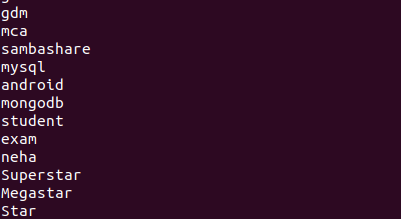 gdm
mca
sambashare
mysql
android
mongodb
student
exam
neha
Superstar
Megastar
Star